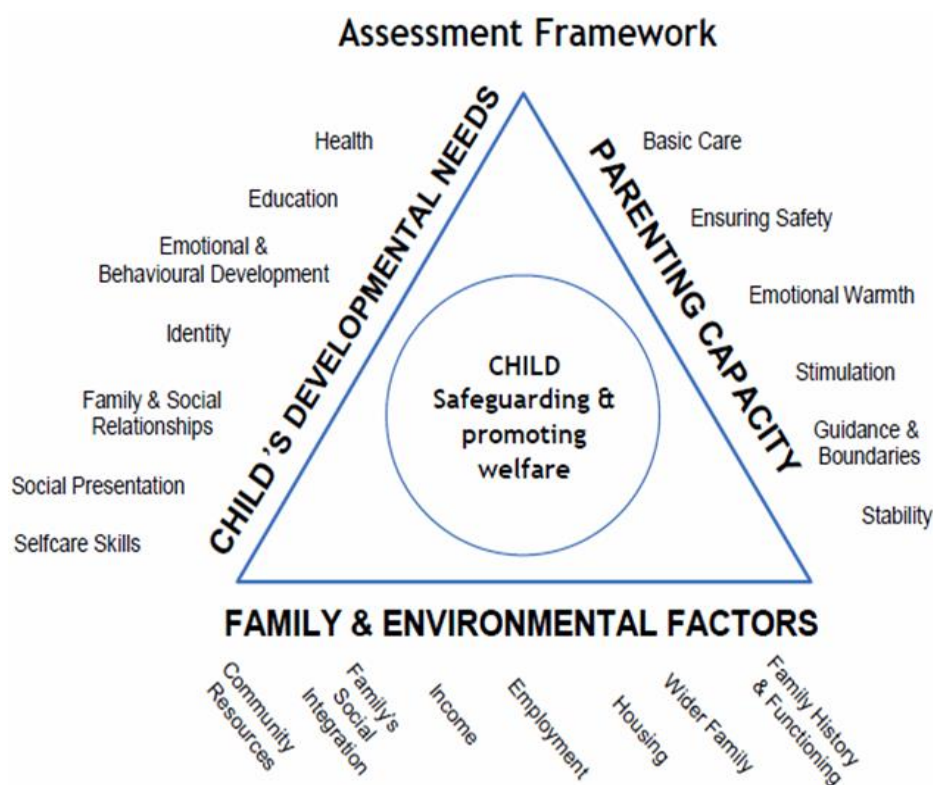 Assessment Framework
CHILD'S DEVELOPMENTAL NEEDS
Health
Education
Emotional &
Behavioural Development
Identity
Family & Social
Relationships
Social Presentation
Selfcare Skills
PARENTING CAPACITY
Basic Care
Ensuring Safety
Emotional Warmth
Stimulation
Guidance &
Boundaries
Stability
CHILD
Safeguarding &
promoting
welfare
FAMILY & ENVIRONMENTAL FACTORS
Community
Resources
Family's
Social
Integration
Income
Employment
Housing
Wider Family
Family History
& Functioning